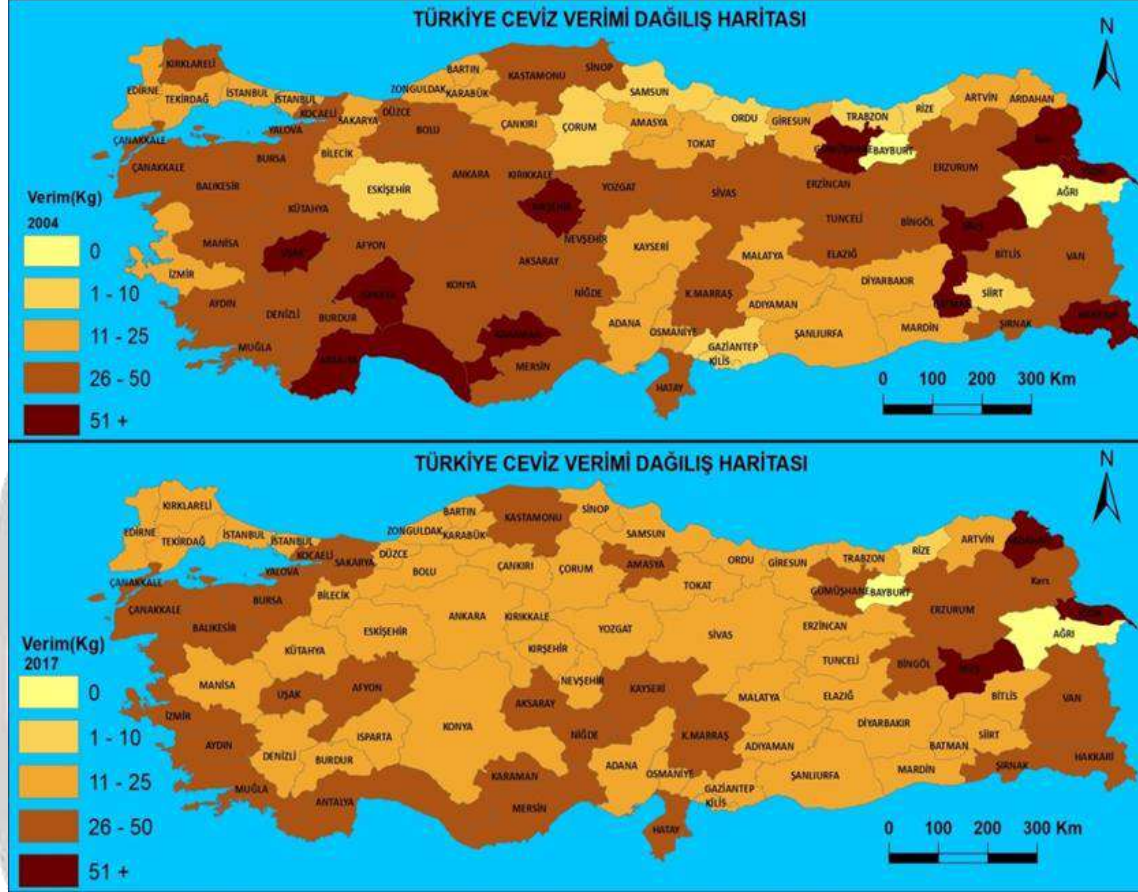 TÜRKİYE CEVİZ VERİMİ DAĞILIŞ HARİTASI
N
KIRKLARELİ
EDİRNE
TEKİRDAĞ
İSTANBUL
İSTANBUL
KOCAELİ
YALOVA
SAKARYA
DÜZCE
ZONGULDAK
BARTIN
KARABÜK
KASTAMONU
SİNOP
SAMSUN
ÇANKIRI
ÇORUM
AMASYA
ORDU
GİRESUN
TOKAT
TRABZON
RİZE
ARTVİN
ARDAHAN
GÜMÜŞHANE
BAYBURT
ERZURUM
AĞRI
ÇANAKKALE
ÇANAKKALE
BURSA
BİLECİK
BOLU
BALIKESİR
ESKİŞEHİR
ANKARA
KIRIKKALE
YOZGAT
SİVAS
ERZİNCAN
KÜTAHYA
TUNCELİ
BİNGÖL
MANİSA
AFYON
NEVŞEHİR
KAYSERİ
MALATYA
ELAZIĞ
BİTLİS
VAN
İZMİR
AKSARAY
KONYA
DİYARBAKIR
SİİRT
AYDIN
DENİZLİ
BURDUR
NİĞDE
K.MARRAŞ
ADIYAMAN
ADANA
OSMANİYE
ŞANLIURFA
MARDİN
ŞIRNAK
MUĞLA
MERSİN
GAZİANTEP
KİLİS
HATAY
Verim(Kg)
2004
0
1 - 10
11 - 25
26 - 50
51 +
0 100 200 300 Km
TÜRKİYE CEVİZ VERİMİ DAĞILIŞ HARİTASI
N
KIRKLARELİ
EDİRNE
TEKİRDAĞ
İSTANBUL
İSTANBUL
KOCAELİ
YALOVA
SAKARYA
DÜZCE
ZONGULDAK
BARTIN
KARABÜK
KASTAMONU
SİNOP
SAMSUN
BOLU
ÇANKIRI
ÇORUM
AMASYA
ORDU
GİRESUN
TOKAT
TRABZON
RİZE
ARTVİN
Kars
GÜMÜŞHANE
BAYBURT
ERZURUM
AĞRI
ÇANAKKALE
ÇANAKKALE
BURSA
BİLECİK
BALIKESİR
ESKİŞEHİR
ANKARA
KIRIKKALE
YOZGAT
SİVAS
ERZİNCAN
KÜTAHYA
KIRŞEHİR
TUNCELİ
BİNGÖL
MANİSA
UŞAK
AFYON
NEVŞEHİR
KAYSERİ
MALATYA
ELAZIĞ
BİTLİS
VAN
İZMİR
AKSARAY
KONYA
ISPARTA
DİYARBAKIR
BATMAN
SİİRT
HAKKARİ
AYDIN
DENİZLİ
BURDUR
NİĞDE
K.MARRAŞ
ADIYAMAN
ADANA
OSMANİYE
ŞANLIURFA
MARDİN
ŞIRNAK
MUĞLA
ANTALYA
KARAMAN
MERSİN
GAZİANTEP
KİLİS
HATAY
Verim(Kg)
2017
0
1 - 10
11 - 25
26 - 50
51 +
0 100 200 300 Km